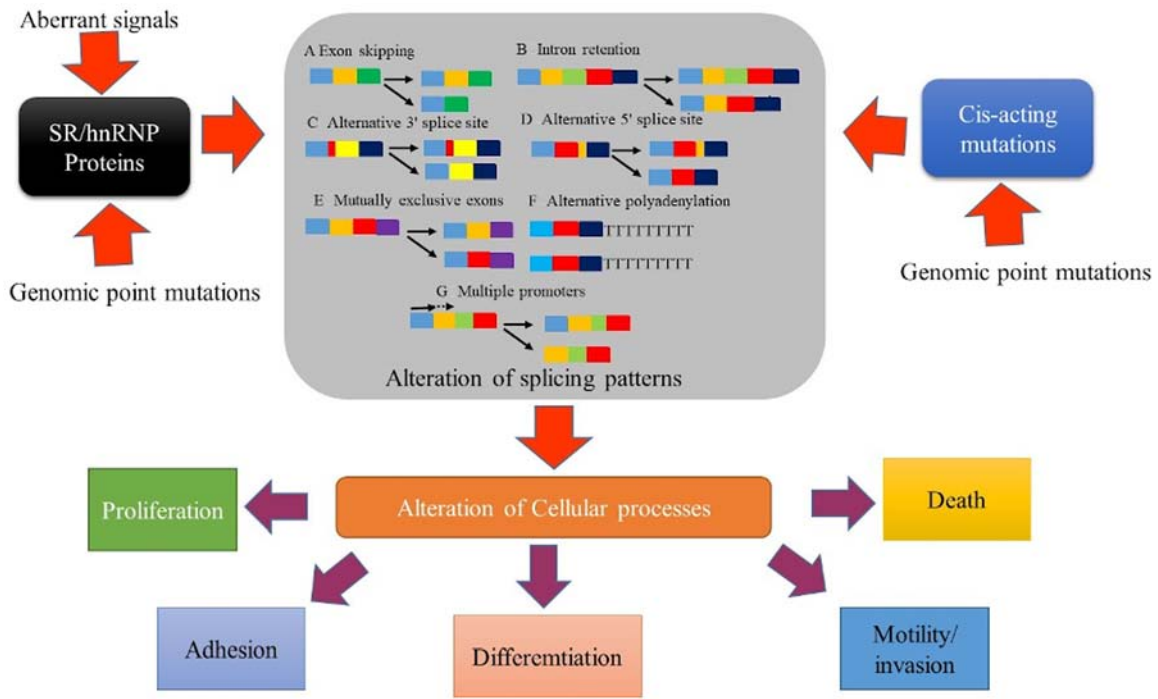 Aberrant signals
SR/hnRNP
Proteins
Genomic point mutations
A Exon skipping
B Intron retention
C Alternative 3' splice site
D Alternative 5' splice site
E Mutually exclusive exons
F Alternative polyadenylation
TTTTTTTTT
TTTTTTTTT
G Multiple promoters
Alteration of splicing patterns
Cis-acting
mutations
Genomic point mutations
Proliferation
Alteration of Cellular processes
Death
Adhesion
Differemtiation
Motility/
invasion